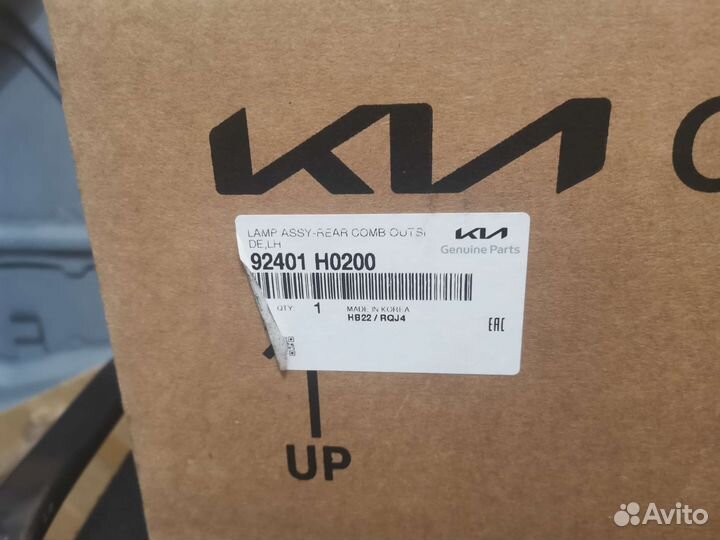 KIA
LAMP ASSY-REAR COMB OUTSI
DE,LH
KIA
Genuine Parts
92401 H0200
QTY 1
MADE IN KOREA
HB22 / RQJ4
EAC
UP
Avito